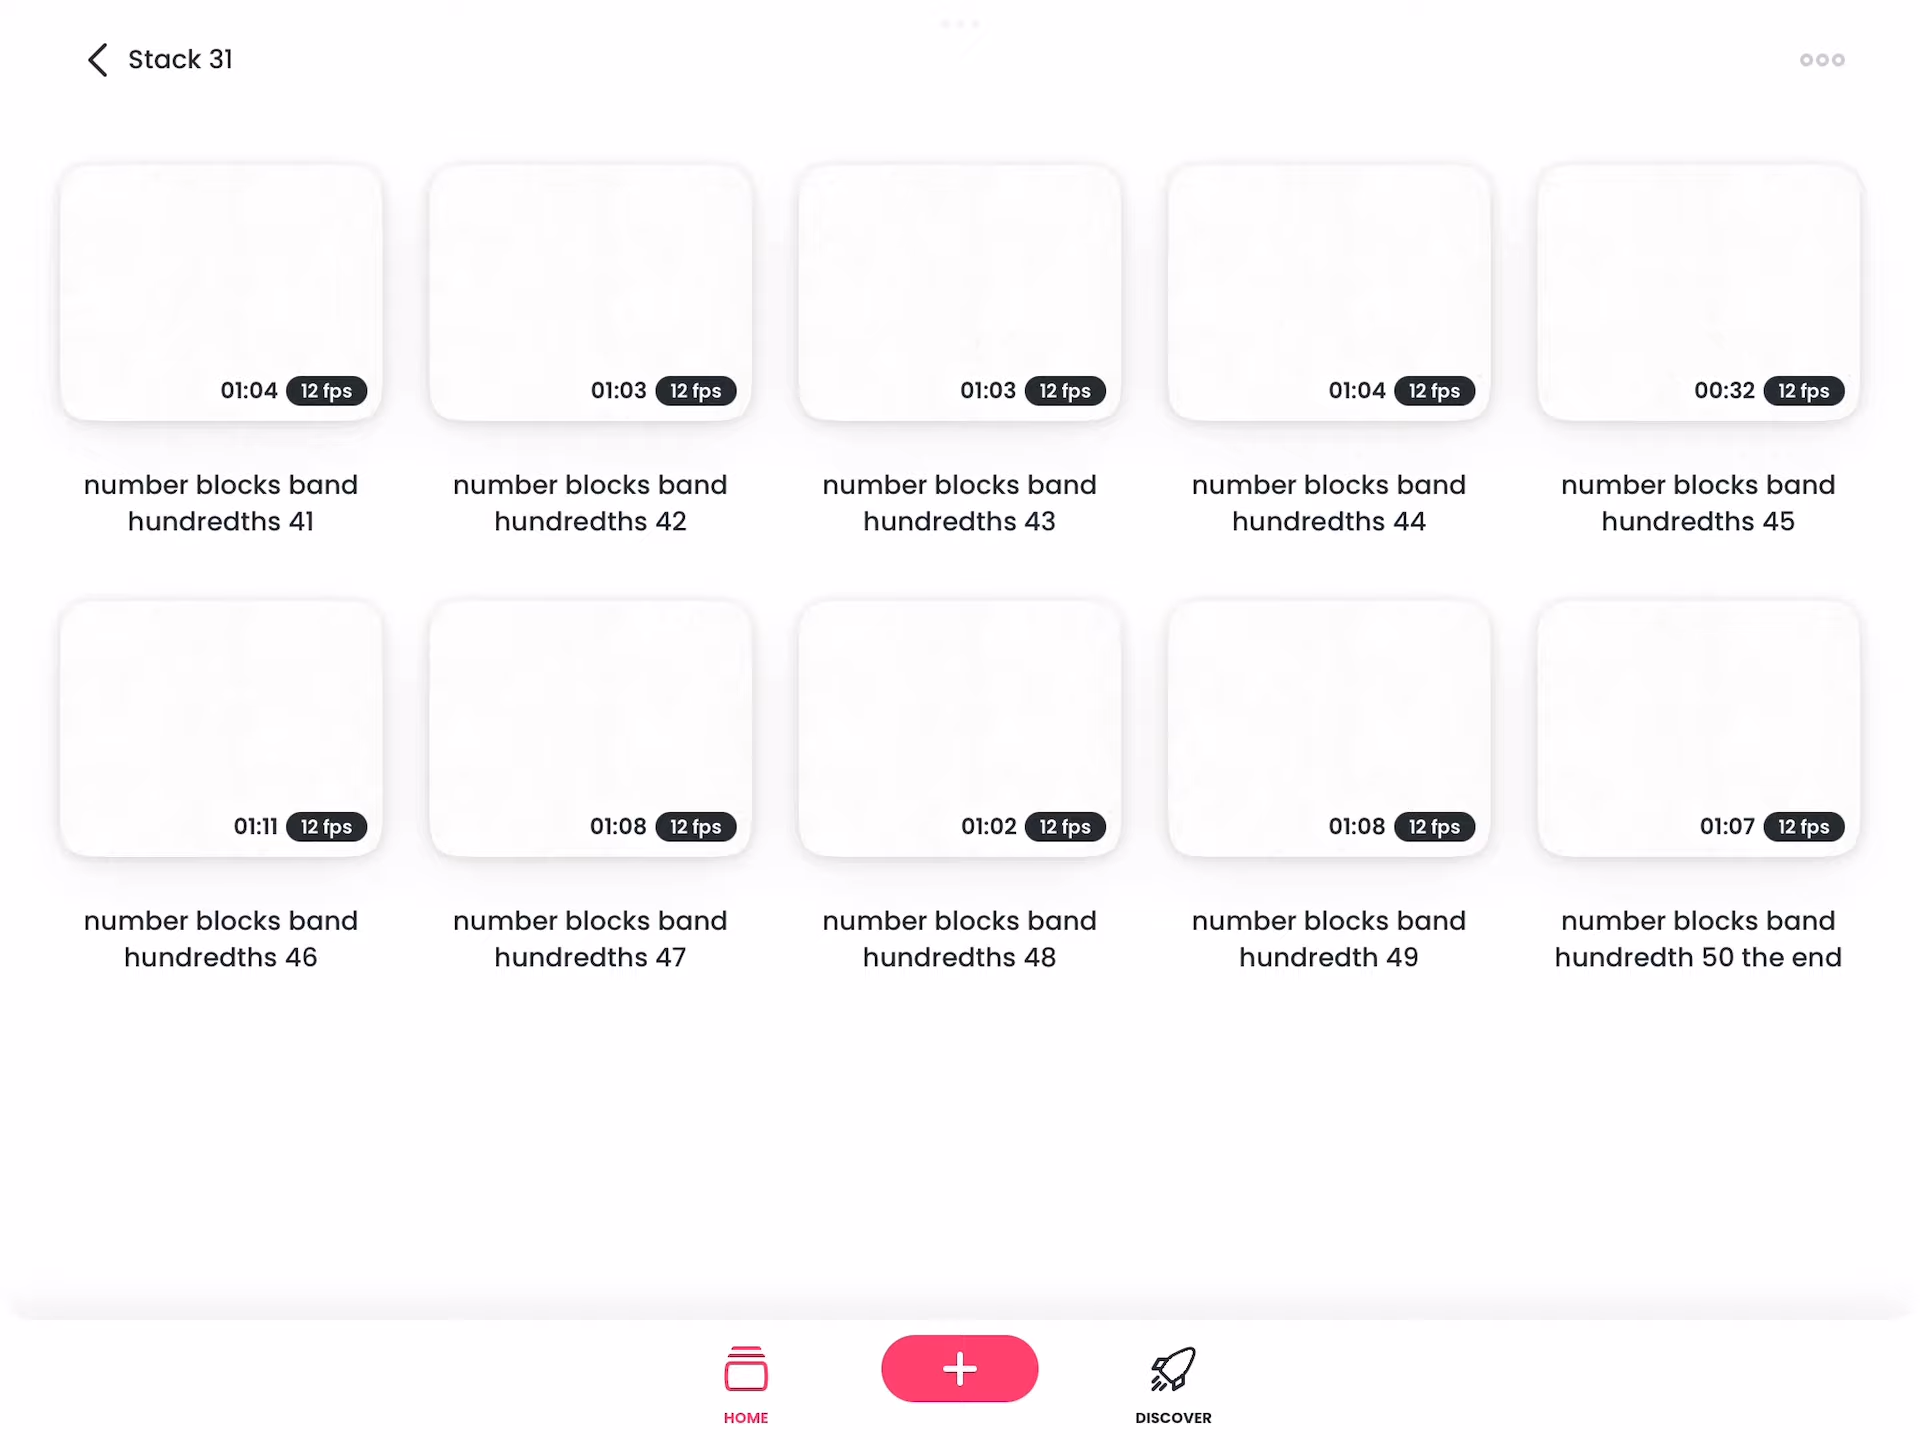 Stack 31
01:04 12 fps
01:03 12 fps
01:03 12 fps
01:04 12 fps
00:32 12 fps
number blocks band
hundredths 41
number blocks band
hundredths 42
number blocks band
hundredths 43
number blocks band
hundredths 44
number blocks band
hundredths 45
01:11 12 fps
01:08 12 fps
01:02 12 fps
01:08 12 fps
01:07 12 fps
number blocks band
hundredths 46
number blocks band
hundredths 47
number blocks band
hundredths 48
number blocks band
hundredth 49
number blocks band
hundredth 50 the end
HOME
DISCOVER